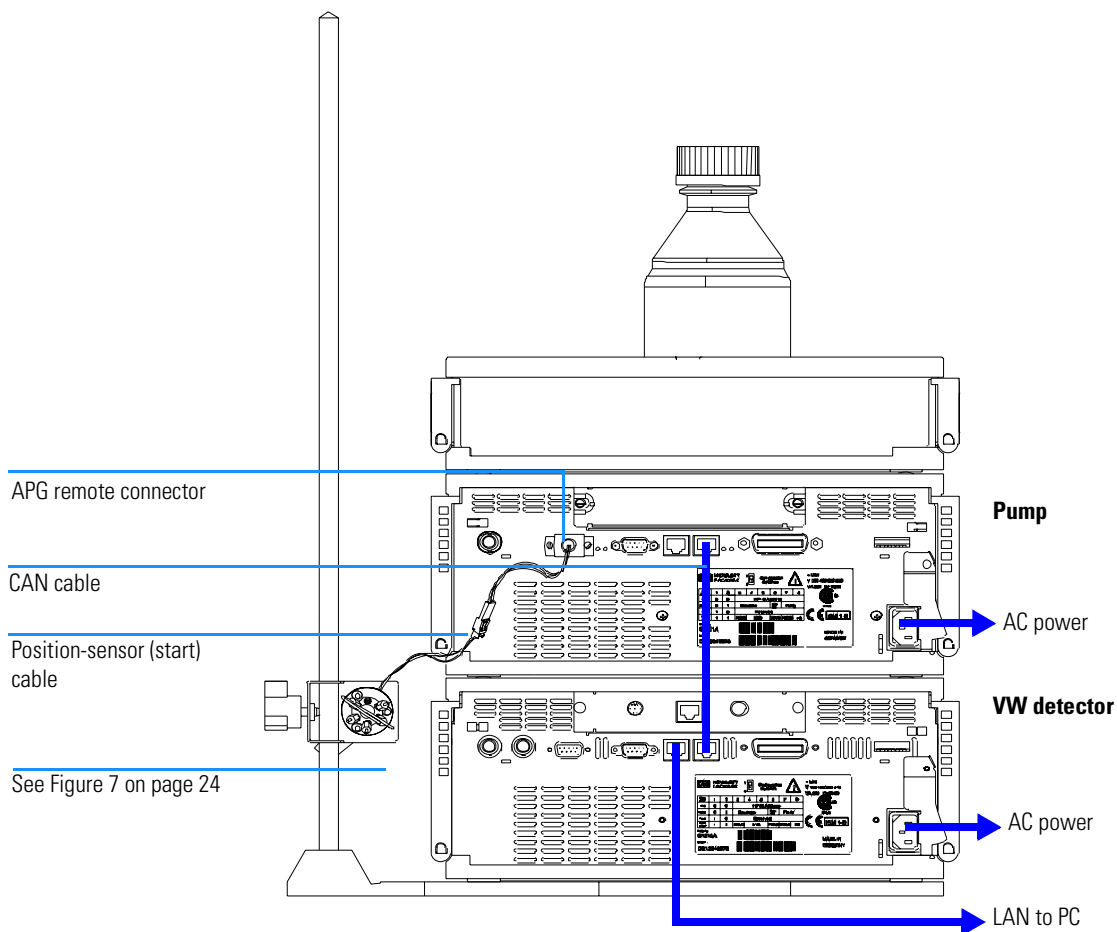 APG remote connector
Pump
CAN cable
AC power
Position-sensor (start)
cable
VW detector
See Figure 7 on page 24
AC power
LAN to PC